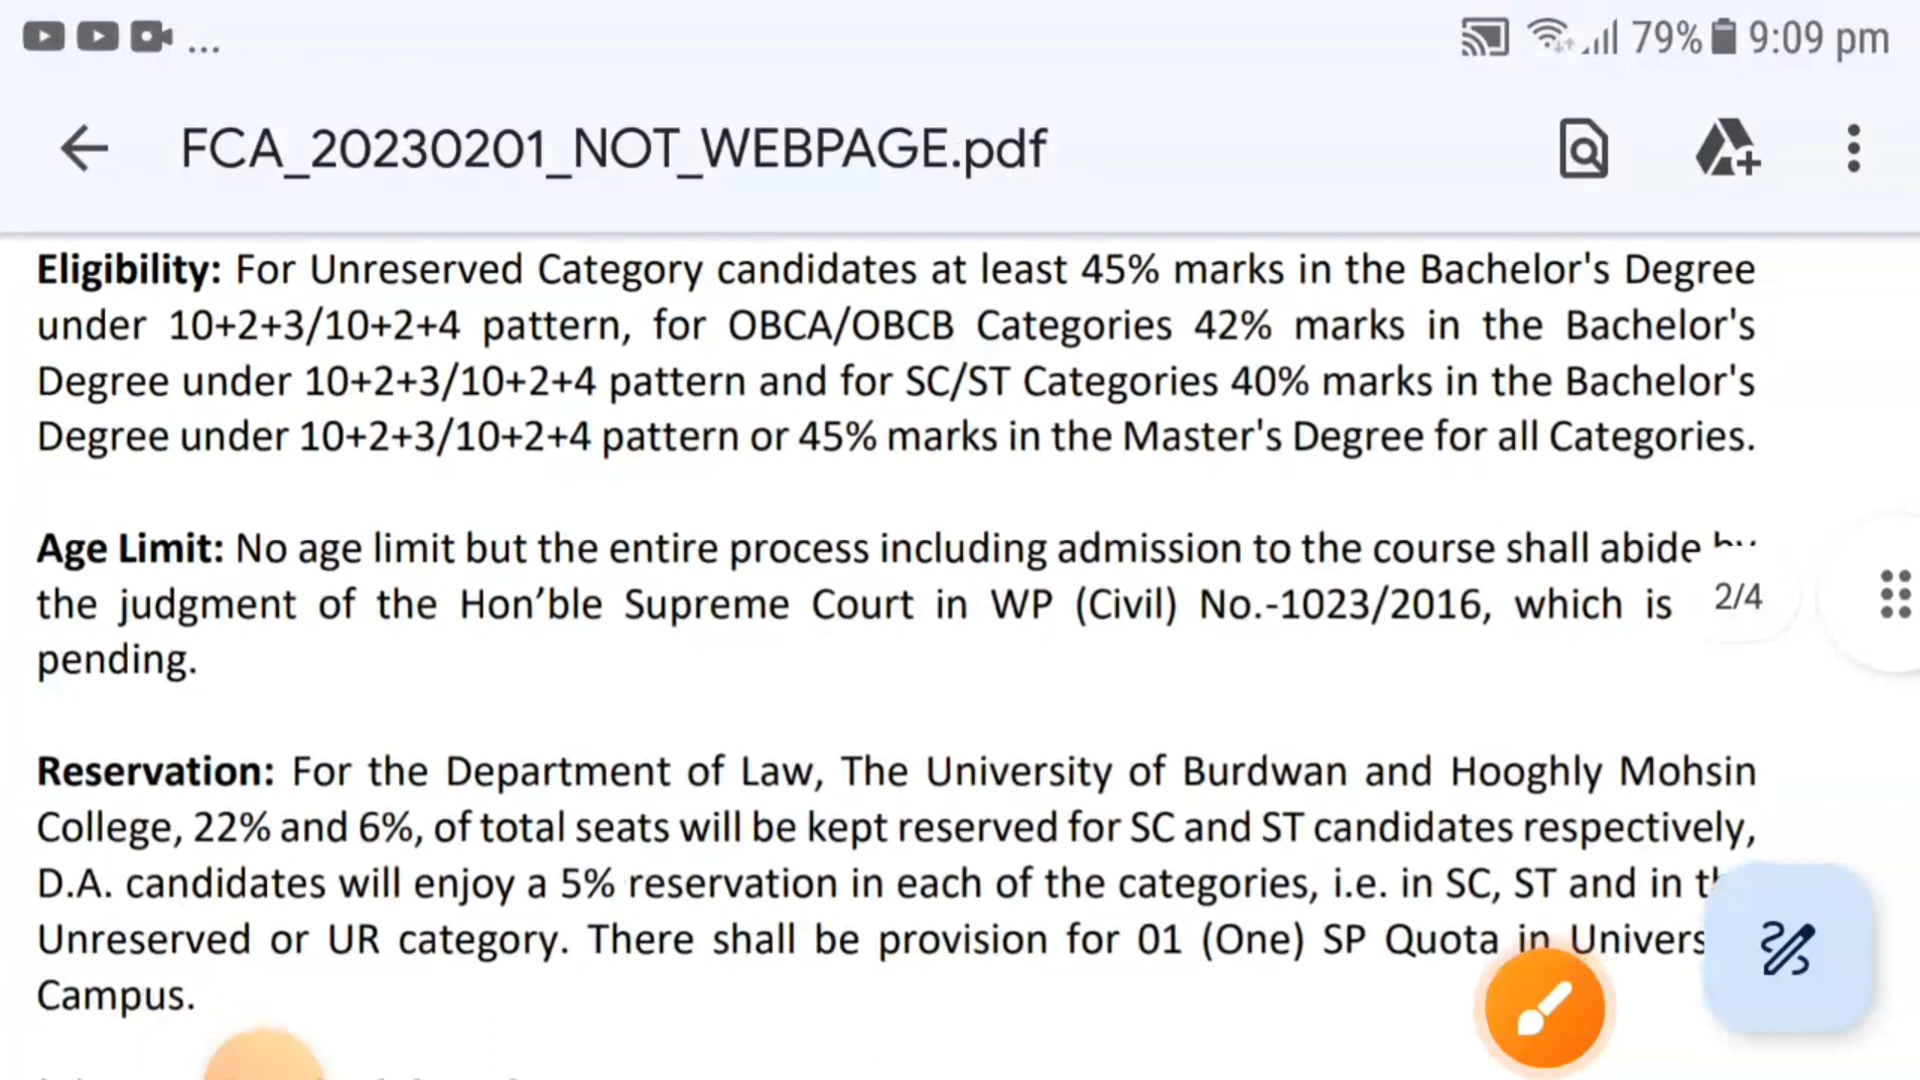 ... 79% 9:09 pm
FCA_20230201_NOT_WEBPAGE.pdf
Eligibility: For Unreserved Category candidates at least 45% marks in the Bachelor's Degree
under 10+2+3/10+2+4 pattern, for OBCA/OBCB Categories 42% marks in the Bachelor's
Degree under 10+2+3/10+2+4 pattern and for SC/ST Categories 40% marks in the Bachelor's
Degree under 10+2+3/10+2+4 pattern or 45% marks in the Master's Degree for all Categories.
Age Limit: No age limit but the entire process including admission to the course shall abide
the judgment of the Hon’ble Supreme Court in WP (Civil) No.-1023/2016, which is
2/4
pending.
Reservation: For the Department of Law, The University of Burdwan and Hooghly Mohsin
College, 22% and 6%, of total seats will be kept reserved for SC and ST candidates respectively,
D.A. candidates will enjoy a 5% reservation in each of the categories, i.e. in SC, ST and in
Unreserved or UR category. There shall be provision for 01 (One) SP Quota in Univers
Campus.